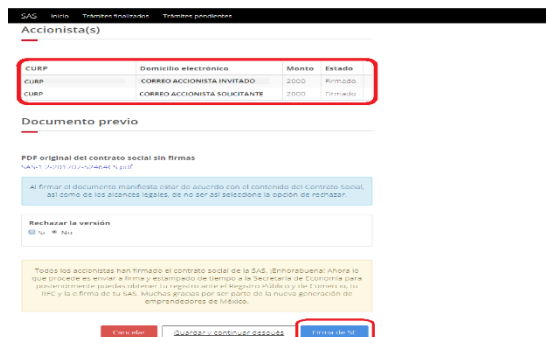 SAS Inicio Trámites finalizados Trámites pendientes
Accionista(s)
CURP Domicilio electrónico Monto Estado
CURP CORREO ACCIONISTA INVITADO 2000 Firmado
CURP CORREO ACCIONISTA SOLICITANTE 2000 Firmado
Documento previo
PDF original del contrato social sin firmas
Al firmar el documento manifiesta estar de acuerdo con el contenido del Contrato Social,
así como de los alcances legales, de no ser así seleccione la opción de rechazar.
Rechazar la versión
Si No
Todos los accionistas han firmado el contrato social de la SAS. ¡Enhorabuena! Ahora lo
que procede es enviar a firma y estampado de tiempo a la Secretaría de Economía para
posteriormente puedas obtener tu registro ante el Registro Público y de Comercio, tu
RFC y la e.firma de tu SAS. Muchas gracias por ser parte de la nueva generación de
emprendedores de México.
Cancelar Guardar y continuar después Firma de SE